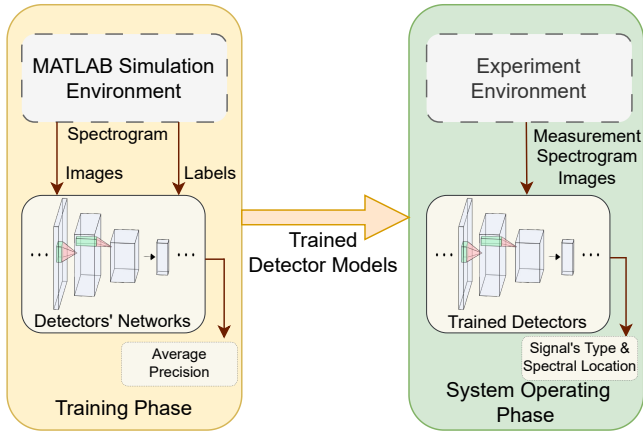 MATLAB Simulation
Environment
Spectrogram
Images
Labels
Detectors' Networks
Average
Precision
Training Phase
Trained
Detector Models
Experiment
Environment
Measurement
Spectrogram
Images
Trained Detectors
Signal's Type &
Spectral Location
System Operating
Phase